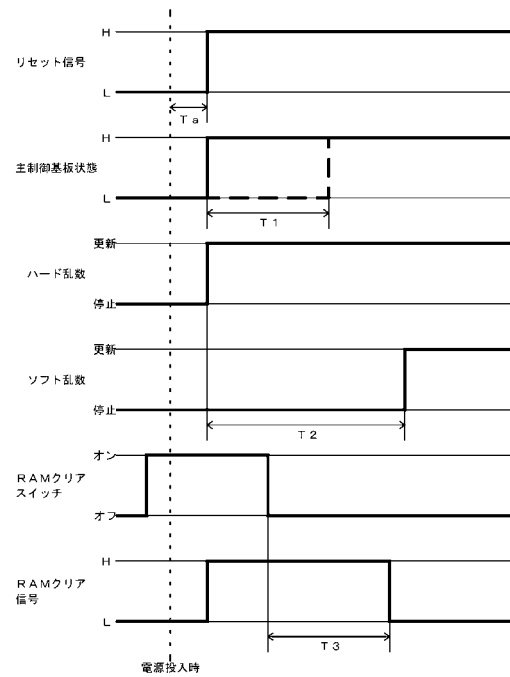 H
リセット信号
L
Ta
H
主制御基板状態
L
T1
更新
ハード乱数
停止
更新
ソフト乱数
停止
T2
オン
RAMクリア
スイッチ
オフ
H
RAMクリア
信号
L
T3
電源投入時